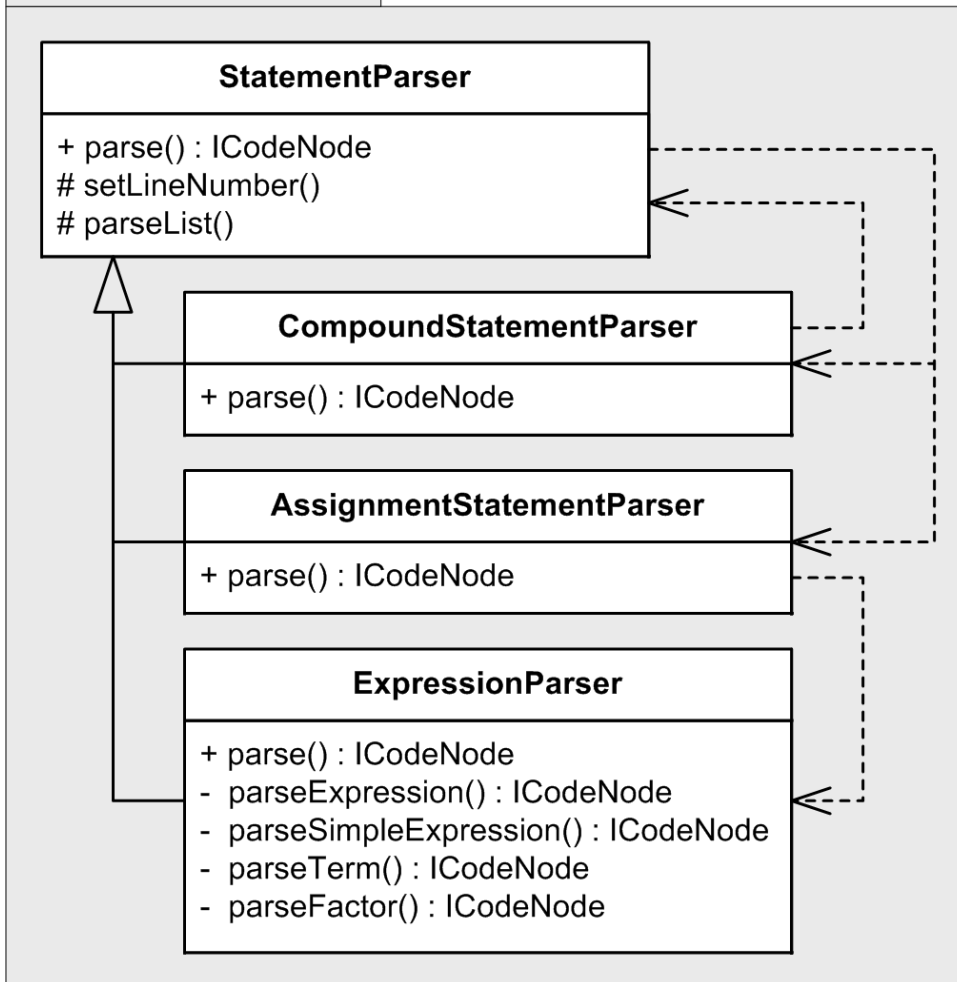 StatementParser
+ parse() : ICodeNode
# setLineNumber()
# parseList()
CompoundStatementParser
+ parse() : ICodeNode
AssignmentStatementParser
+ parse() : ICodeNode
ExpressionParser
+ parse() : ICodeNode
- parseExpression() : ICodeNode
- parseSimpleExpression() : ICodeNode
- parseTerm() : ICodeNode
- parseFactor() : ICodeNode